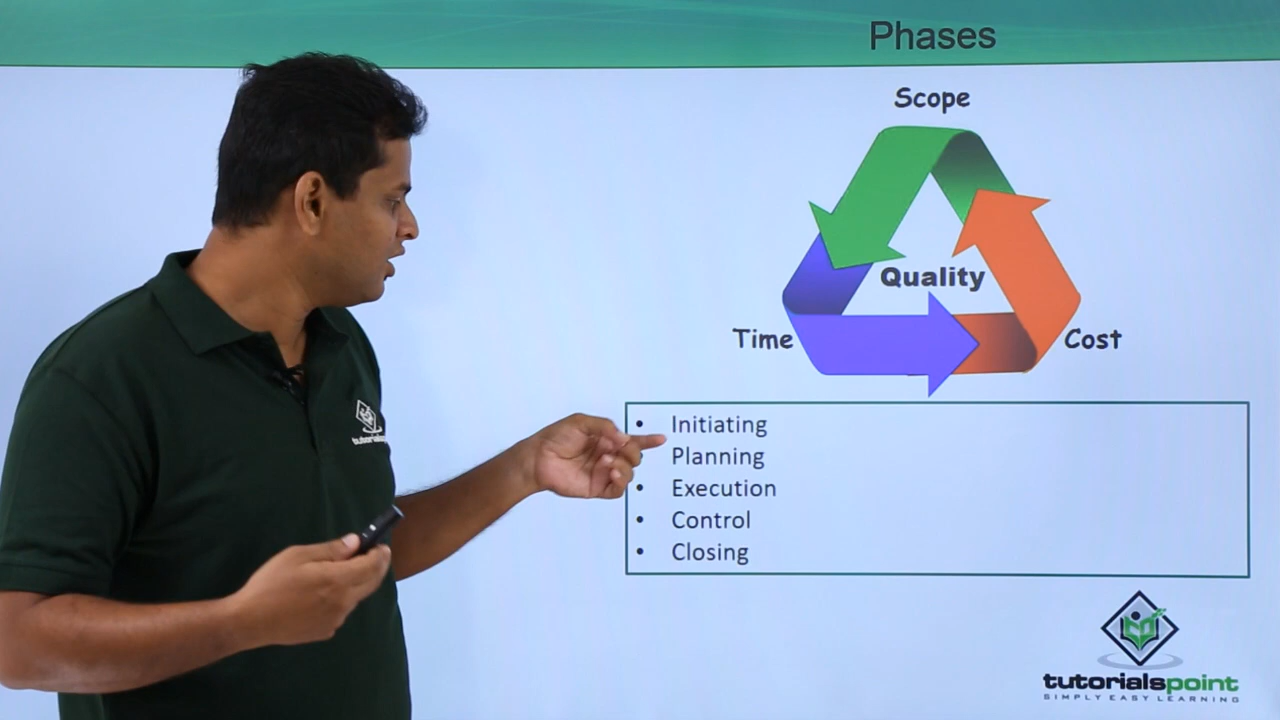 Phases
Scope
Quality
Time
Cost
• Initiating
Planning
• Execution
• Control
• Closing
tutorialspoint
SIMPLY EASY LEARNING